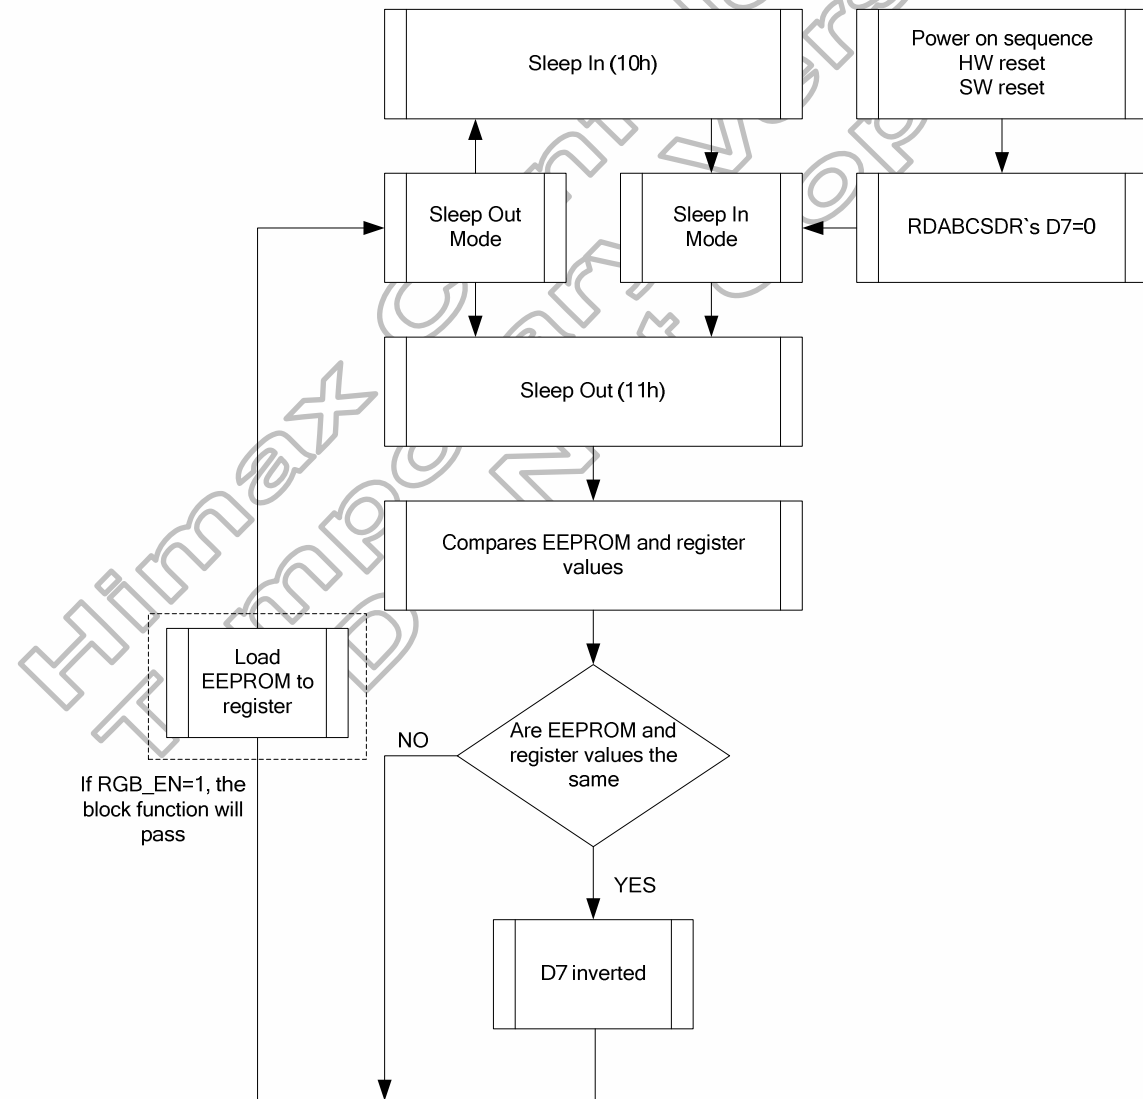 Sleep In (10h)
Power on sequence
HW reset
SW reset
Sleep Out
Mode
Sleep In
Mode
RDABCSDR`s D7=0
Sleep Out (11h)
Compares EEPROM and register
values
Load
EEPROM to
register
Are EEPROM and
register values the
same
NO
If RGB_EN=1, the
block function will
pass
YES
D7 inverted
Himax